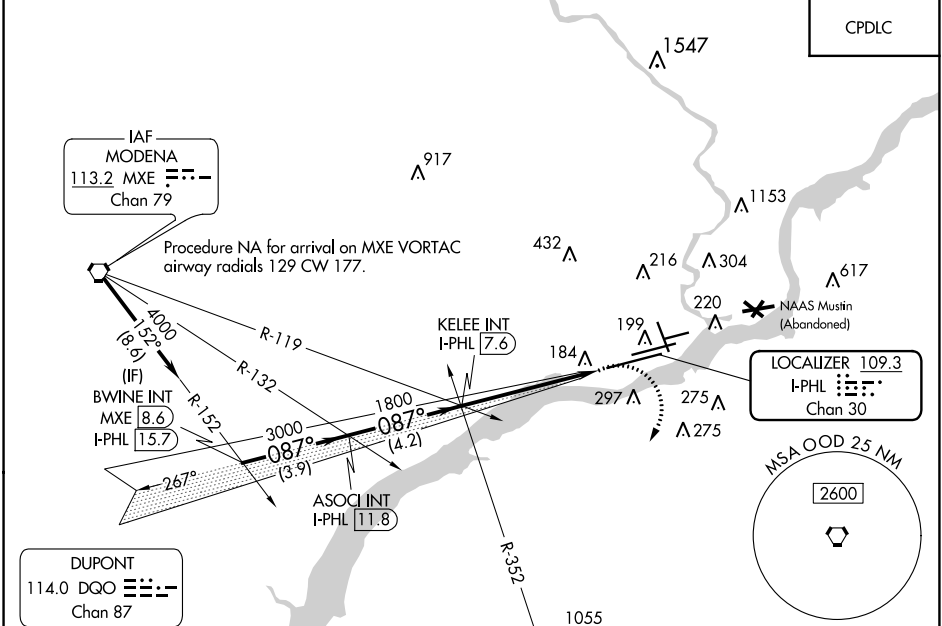 CPDLC
1547
IAF
MODENA
113.2 MXE
Chan 79
917
1153
Procedure NA for arrival on MXE VORTAC
airway radials 129 CW 177.
432
216
304
617
220
NAAS Mustin
(Abandoned)
199
184
4000
152°
(8.6)
(IF)
R-119
R-132
R-152
KELEE INT
I-PHL 7.6
LOCALIZER 109.3
I-PHL
Chan 30
297
275
275
BWINE INT
MXE 8.6
I-PHL 15.7
1800
3000
087°
087°
(4.2)
(3.9)
267°
ASOCI INT
I-PHL 11.8
MSA OOD 25 NM
2600
R-352
DUPONT
114.0 DQO
Chan 87
1055